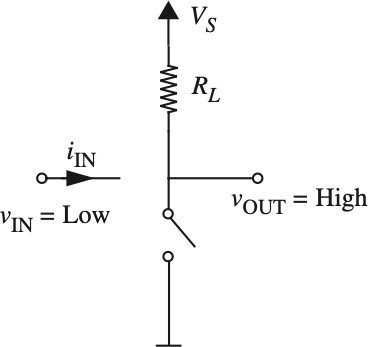 V_S
R_L
i_IN
v_IN = Low
v_OUT = High